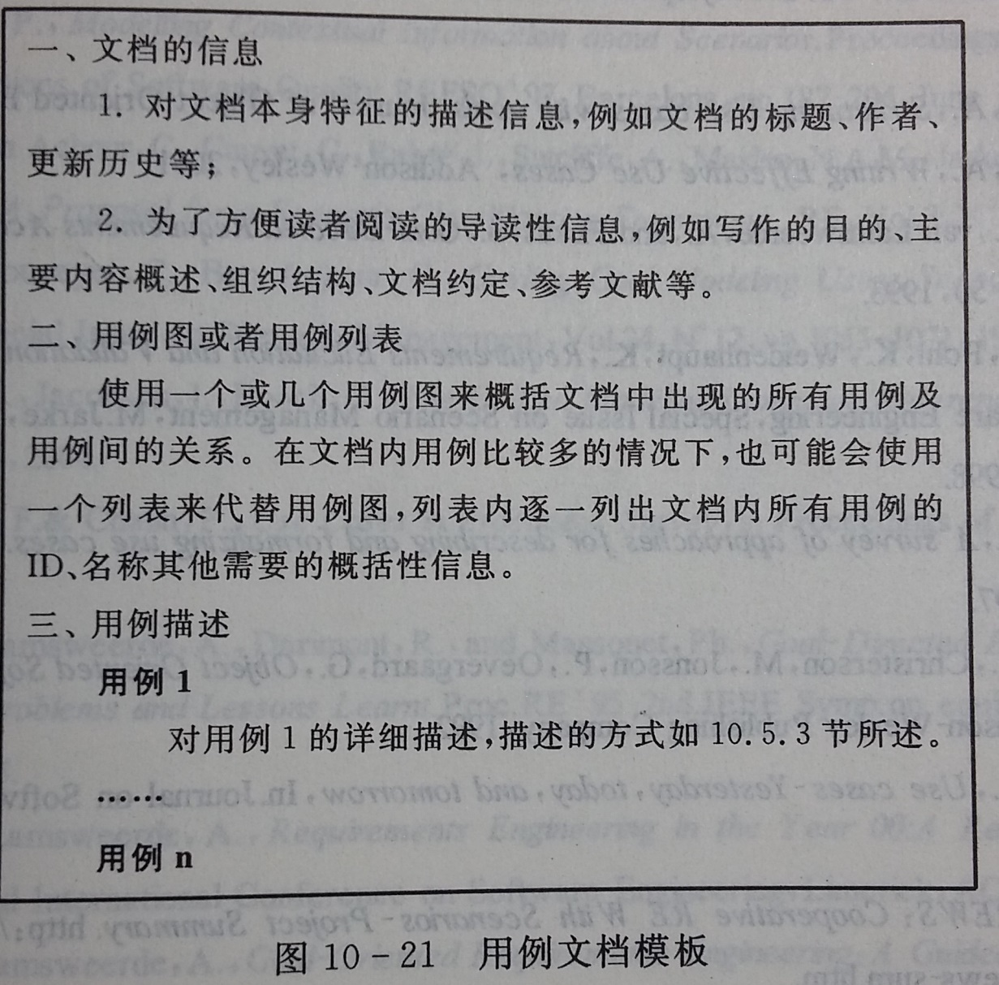 一、文档的信息
1. 对文档本身特征的描述信息，例如文档的标题、作者、
更新历史等；
2. 为了方便读者阅读的导读性信息，例如写作的目的、主
要内容概述、组织结构、文档约定、参考文献等。
二、用例图或者用例列表
使用一个或几个用例图来概括文档中出现的所有用例及
用例间的关系。在文档内用例比较多的情况下，也可能会使用
一个列表来代替用例图，列表内逐一列出文档内所有用例的
ID、名称其他需要的概括性信息。
三、用例描述
用例 1
对用例 1 的详细描述，描述的方式如 10.5.3 节所述。
……
用例 n
图 10-21 用例文档模板